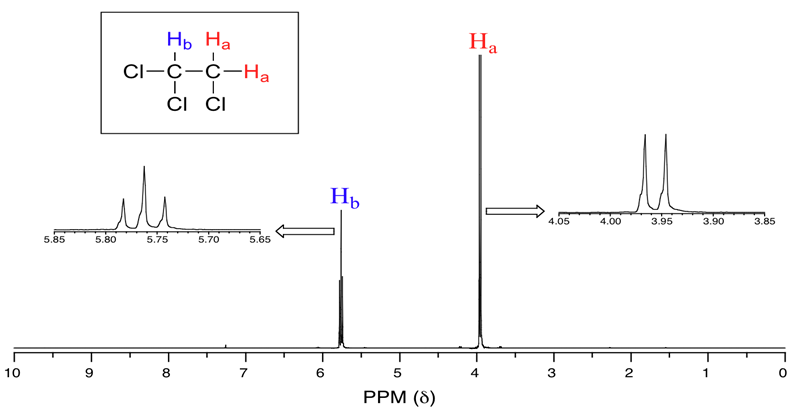 Hb Ha
Cl C C Ha
Cl Cl
Ha
Hb
5.85 5.80 5.74 5.70 5.65
4.05 4.00 3.95 3.90 3.85
10 9 8 7 6 5 4 3 2 1 0
PPM (δ)